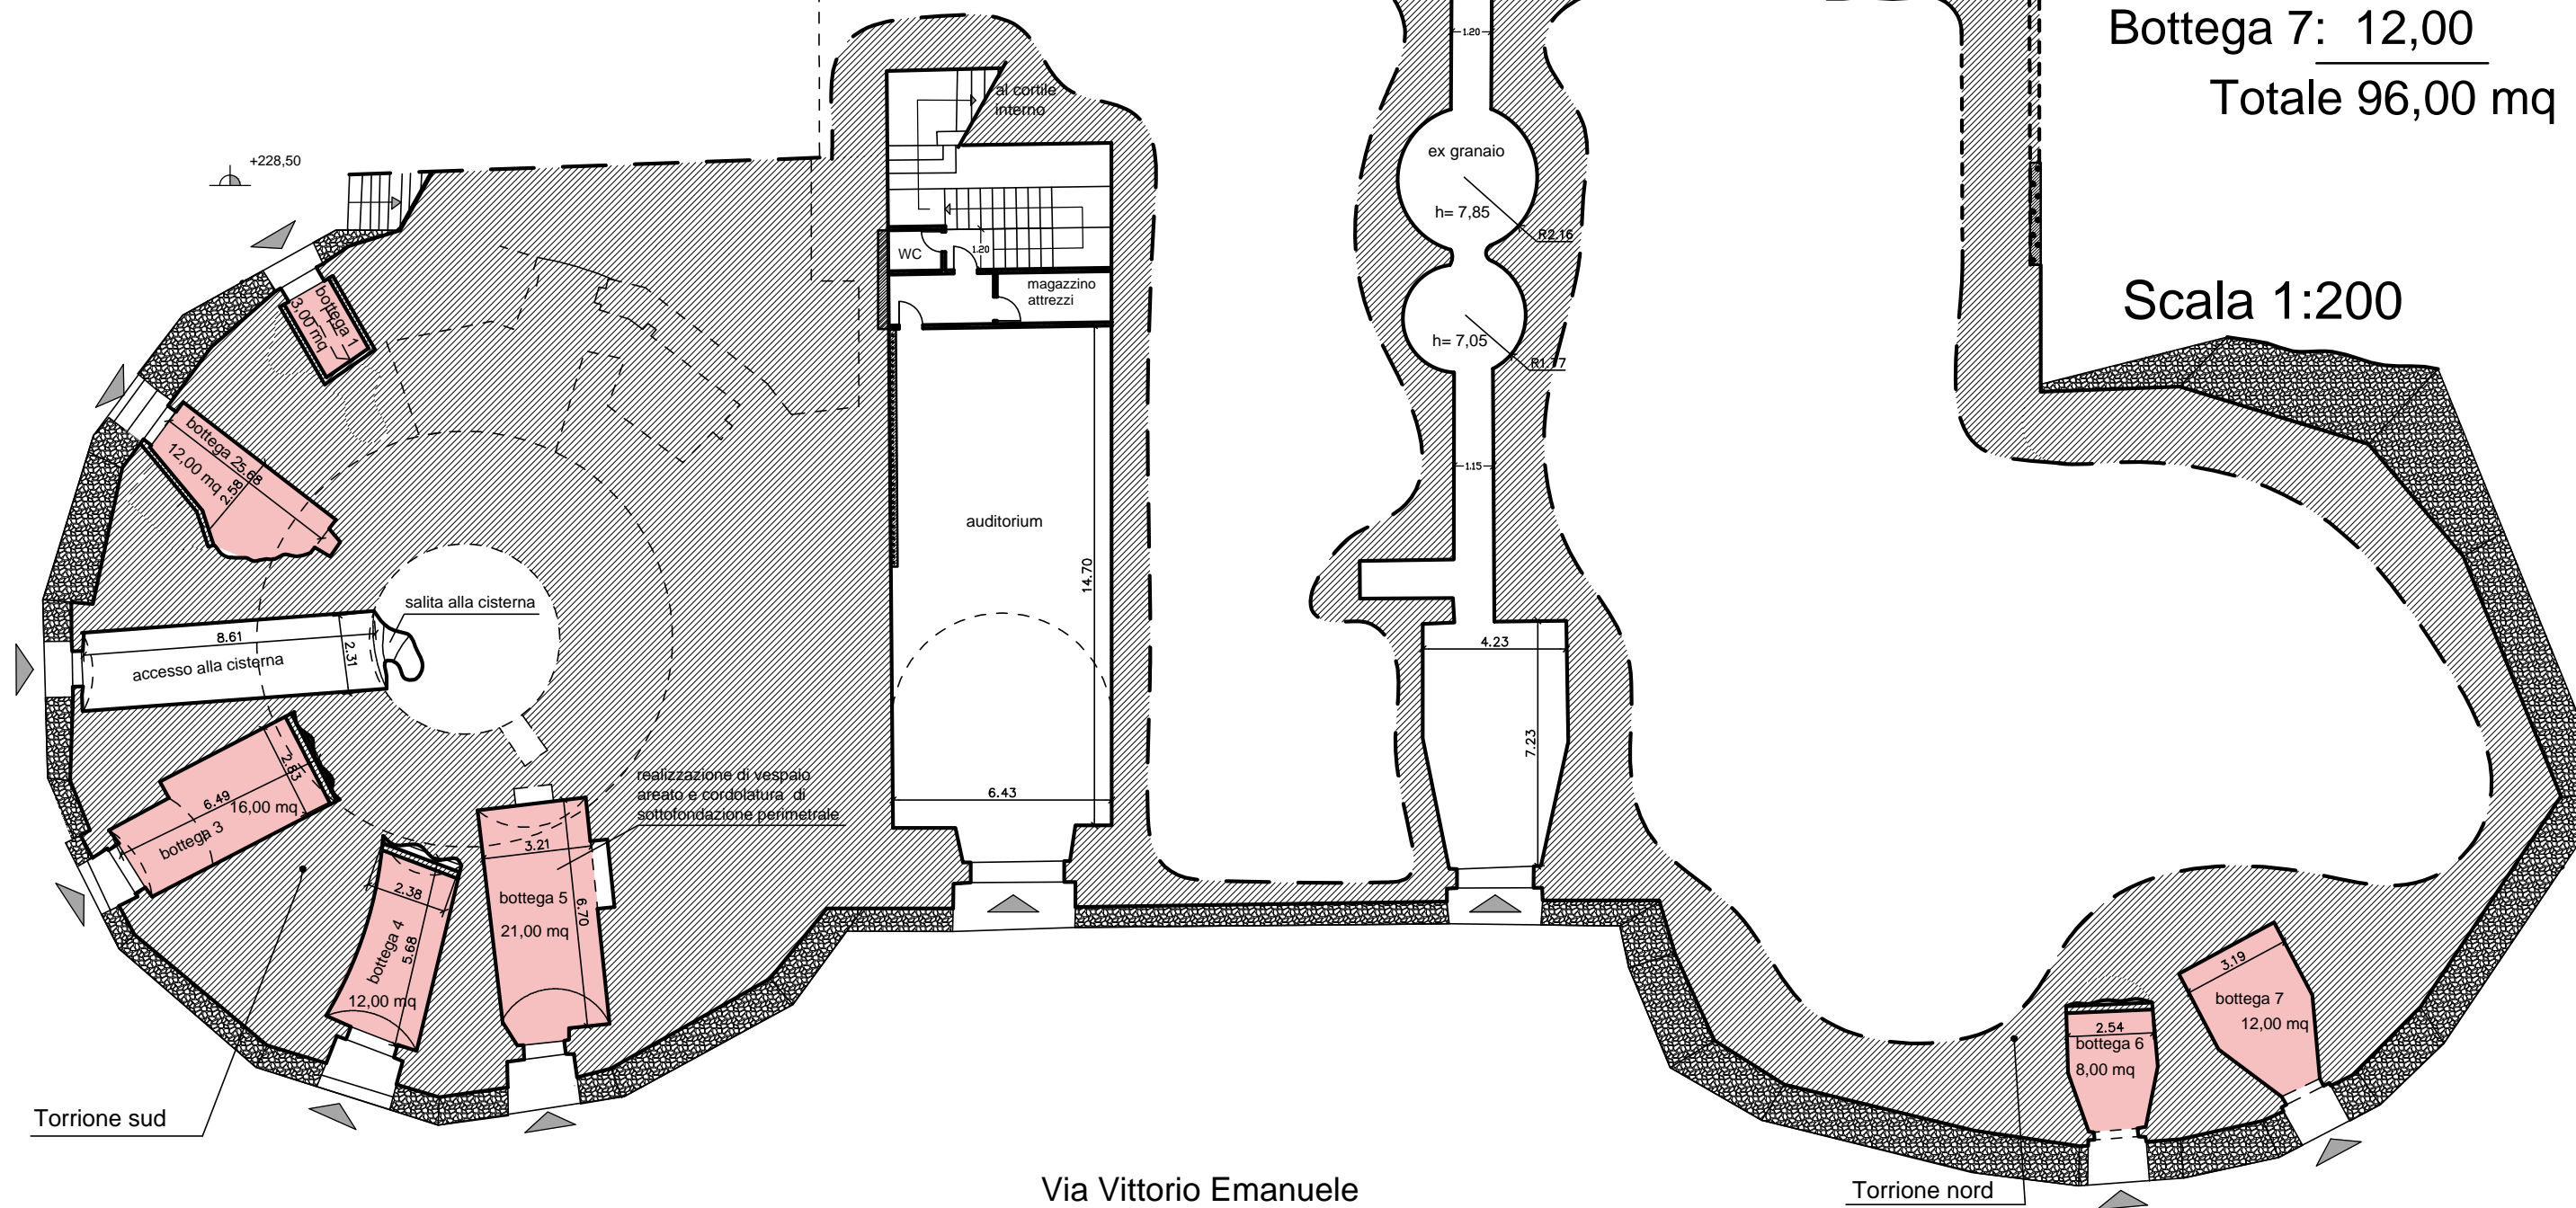 Bottega 7: 12,00
Totale 96,00 mq
Scala 1:200
+228,50
al cortile
interno
1.20
WC
1.20
magazzino
attrezzi
ex granaio
h= 7,85
R2.16
h= 7,05
R1.77
1.15
bottega 1
3,00 mq
bottega 2
5.68
12,00 mq
2.58
auditorium
14.70
6.43
salita alla cisterna
8.61
2.31
accesso alla cisterna
4.23
7.23
2.83
6.49
16,00 mq
bottega 3
realizzazione di vespaio
areato e cordolatura di
sottofondazione perimetrale
2.38
bottega 4
5.68
12,00 mq
3.21
bottega 5
6.70
21,00 mq
3.19
bottega 7
12,00 mq
2.54
bottega 6
8,00 mq
Torrione sud
Via Vittorio Emanuele
Torrione nord